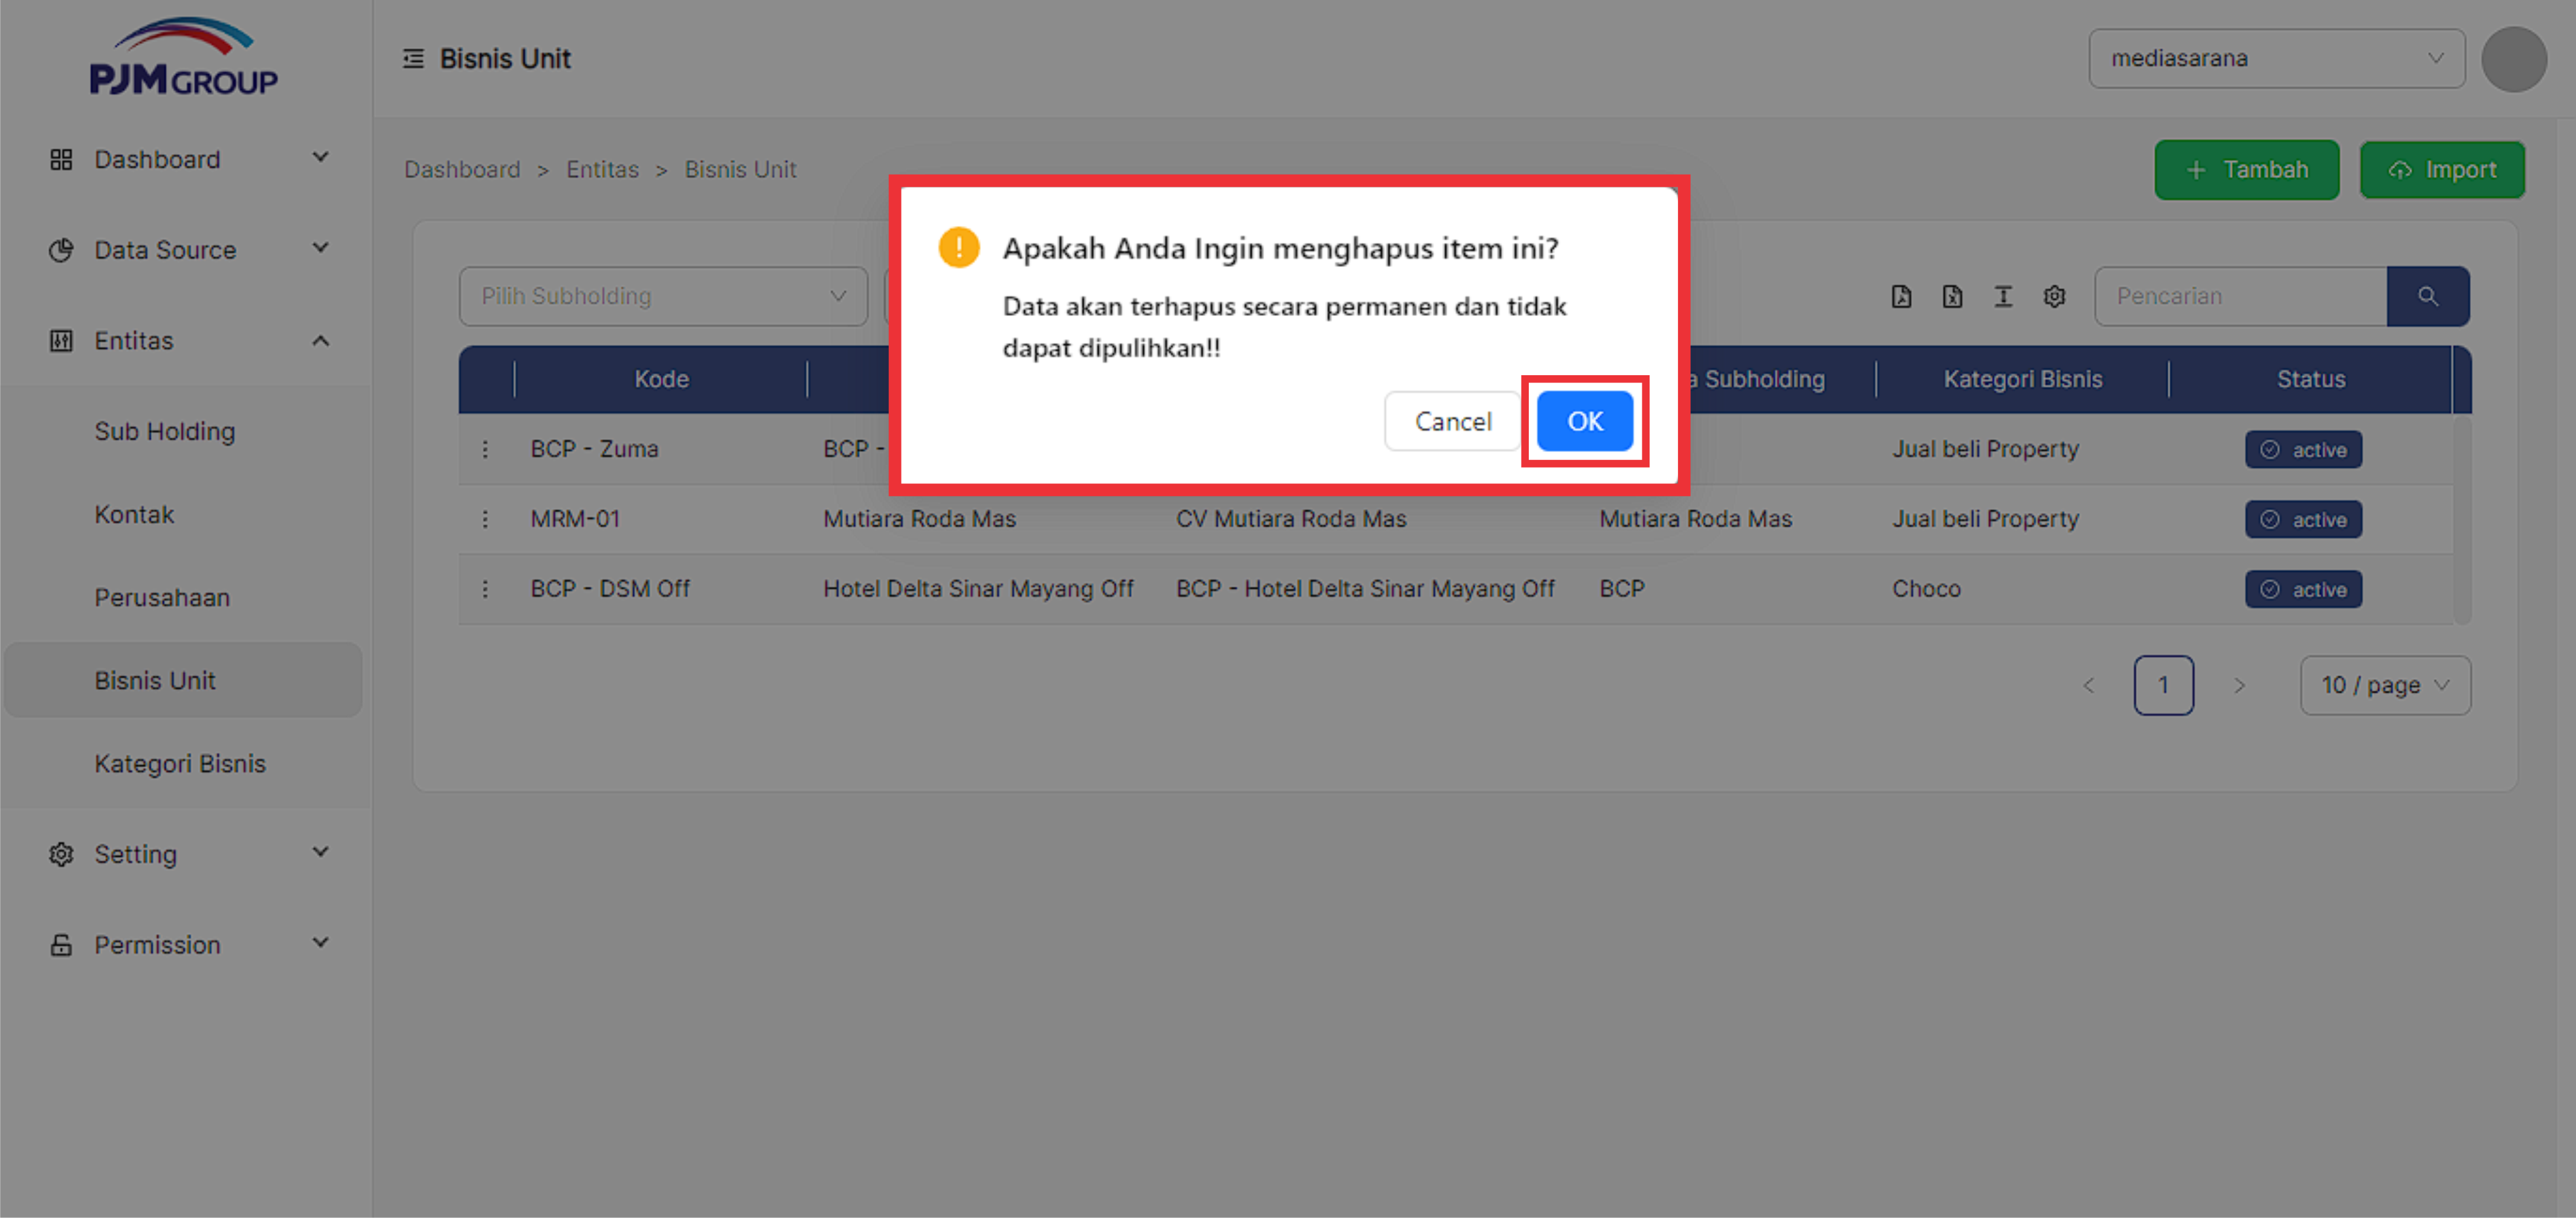 PJM GROUP
Bisnis Unit
mediasarana
Dashboard
Data Source
Entitas
Sub Holding
Kontak
Perusahaan
Bisnis Unit
Kategori Bisnis
Setting
Permission
Dashboard > Entitas > Bisnis Unit
+ Tambah
Import
Apakah Anda Ingin menghapus item ini?
Data akan terhapus secara permanen dan tidak
dapat dipulihkan!!
Cancel
OK
Pilih Subholding
Pencarian
Kode Subholding Kategori Bisnis Status
BCP - Zuma BCP - Jual beli Property active
MRM-01 Mutiara Roda Mas CV Mutiara Roda Mas Mutiara Roda Mas Jual beli Property active
BCP - DSM Off Hotel Delta Sinar Mayang Off BCP - Hotel Delta Sinar Mayang Off BCP Choco active
< 1 > 10 / page